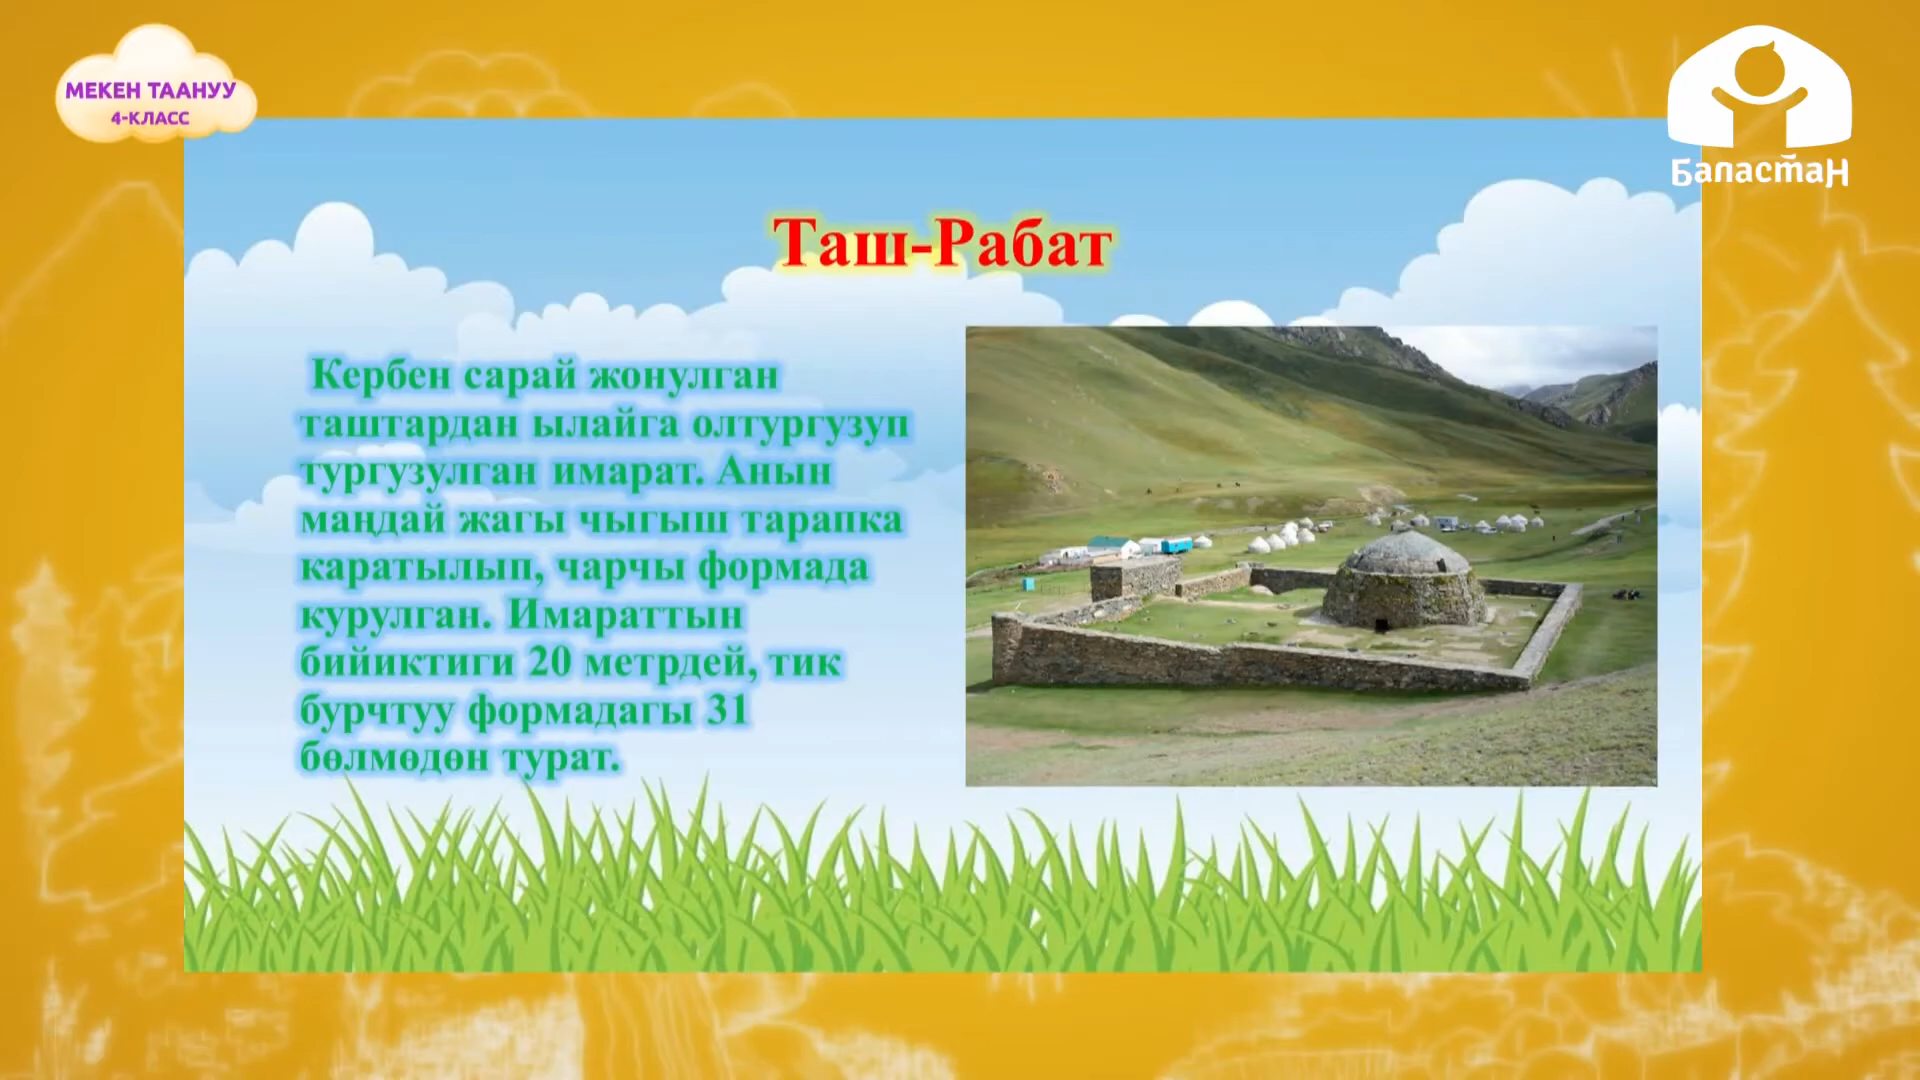 МЕКЕН ТААНУУ
4-КЛАСС
Баластан
Таш-Рабат
Кербен сарай жонулган
таштардан ылайга олтургузуп
тургузулган имарат. Анын
маңдай жагы чыгыш тарапка
каратылып, чарчы формада
курулган. Имараттын
бийиктиги 20 метрдей, тик
бурчтуу формадагы 31
бөлмөдөн турат.